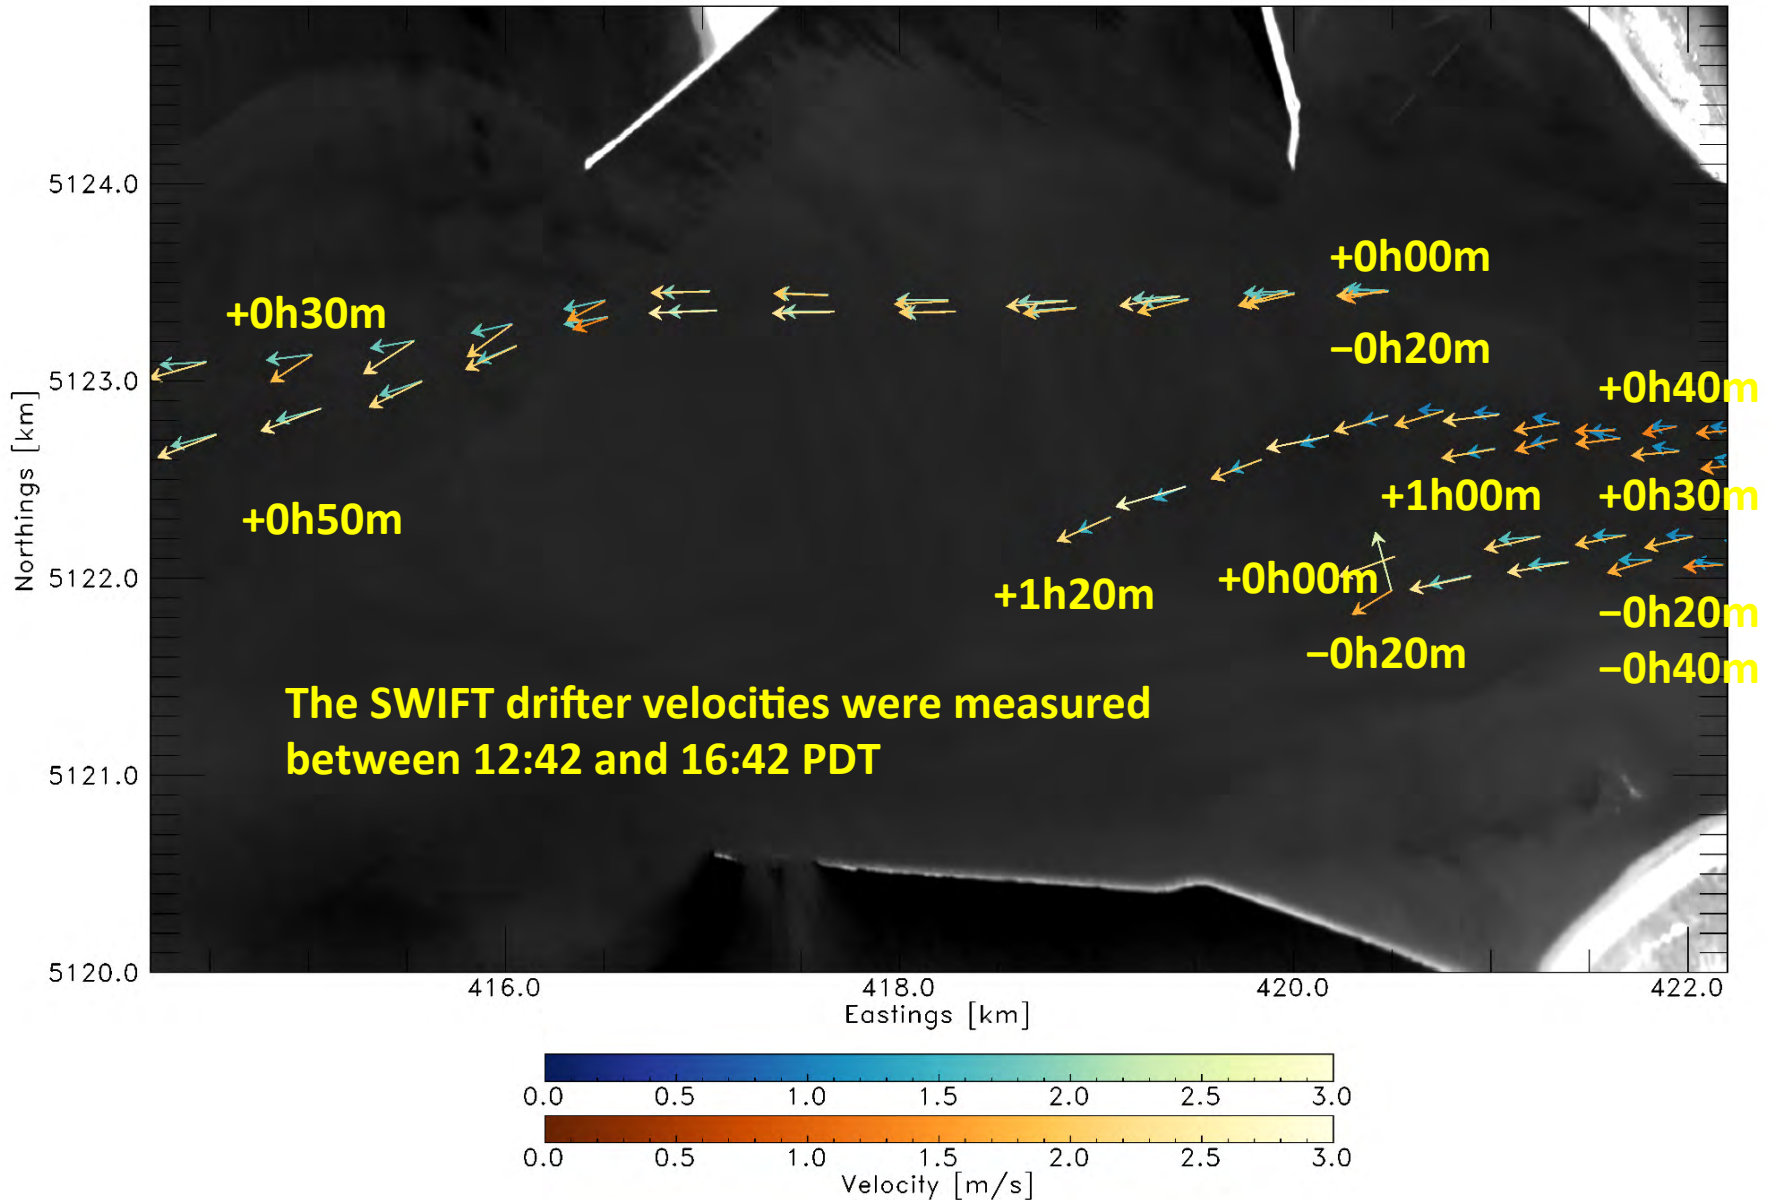 +0h00m
+0h30m
−0h20m
+0h40m
+1h00m
+0h30m
+0h50m
+1h20m
+0h00m
−0h20m
−0h20m
−0h40m
The SWIFT drifter velocities were measured
between 12:42 and 16:42 PDT
5124.0
5123.0
5122.0
5121.0
5120.0
Northings [km]
416.0 418.0 420.0 422.0
Eastings [km]
0.0 0.5 1.0 1.5 2.0 2.5 3.0
0.0 0.5 1.0 1.5 2.0 2.5 3.0
Velocity [m/s]